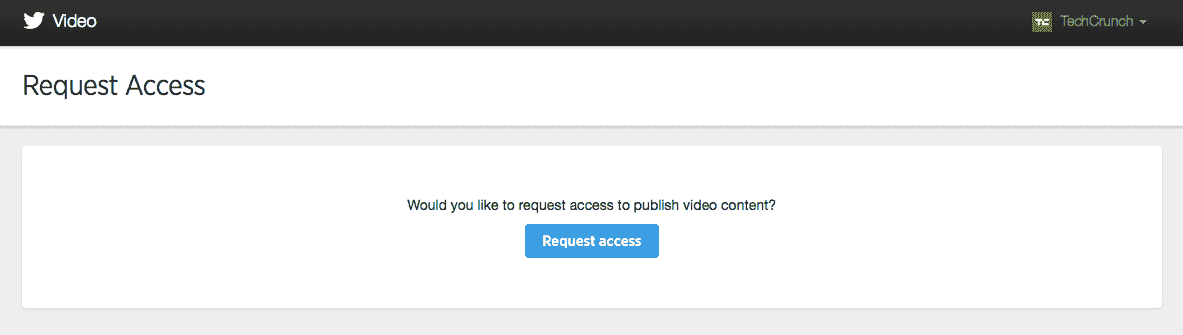 Video
TC TechCrunch
Request Access
Would you like to request access to publish video content?
Request access